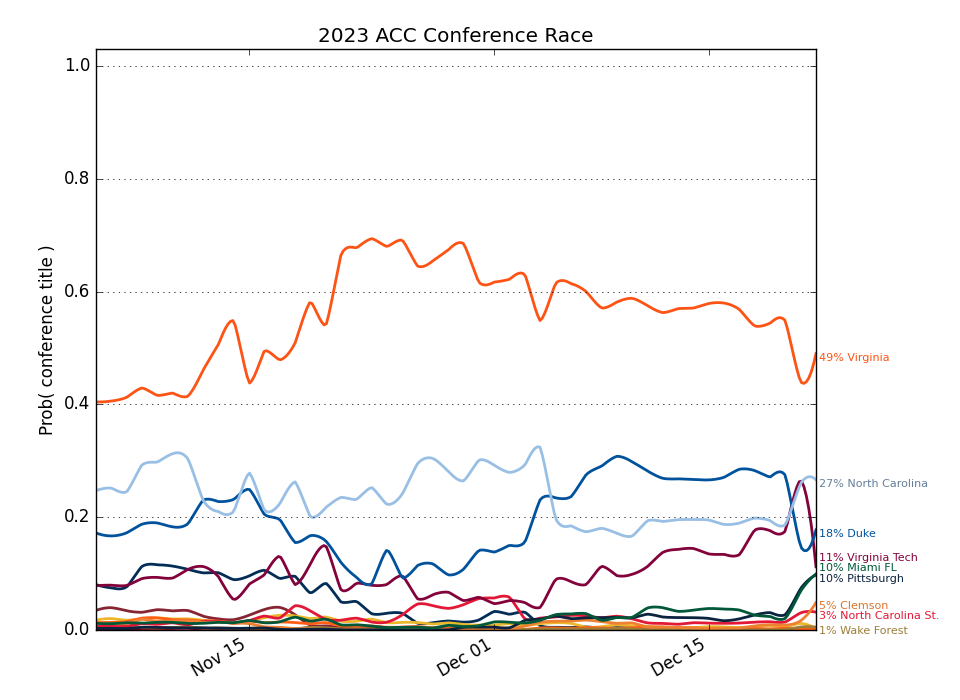 2023 ACC Conference Race
1.0
0.8
0.6
0.4
0.2
0.0
Prob( conference title )
Nov 15
Dec 01
Dec 15
49% Virginia
27% North Carolina
18% Duke
11% Virginia Tech
10% Miami FL
10% Pittsburgh
5% Clemson
3% North Carolina St.
1% Wake Forest